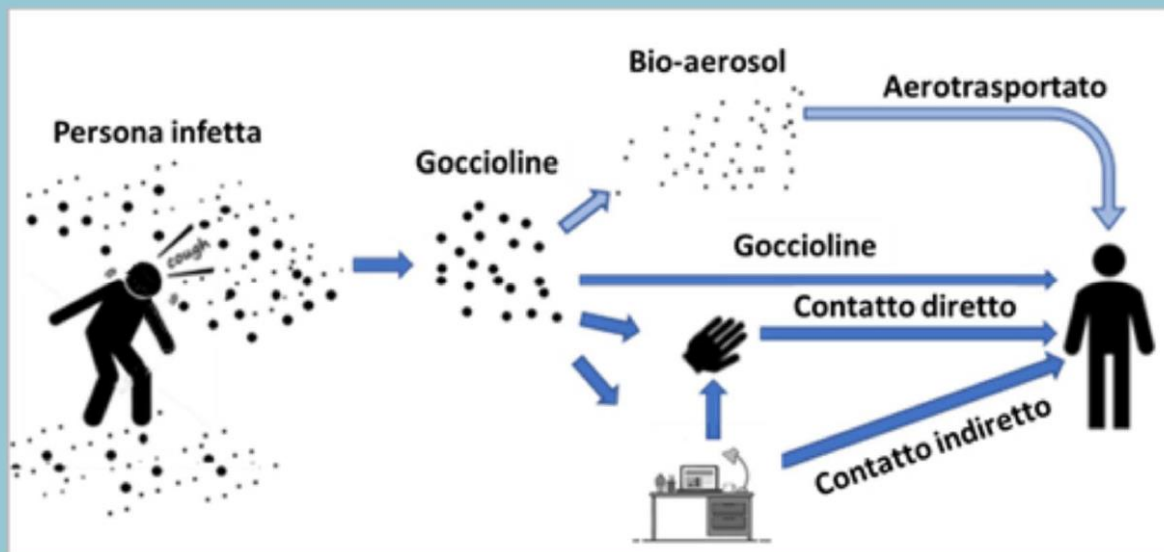 Bio-aerosol
Aerotrasportato
Persona infetta
Goccioline
cough
Goccioline
Contatto diretto
Contatto indiretto